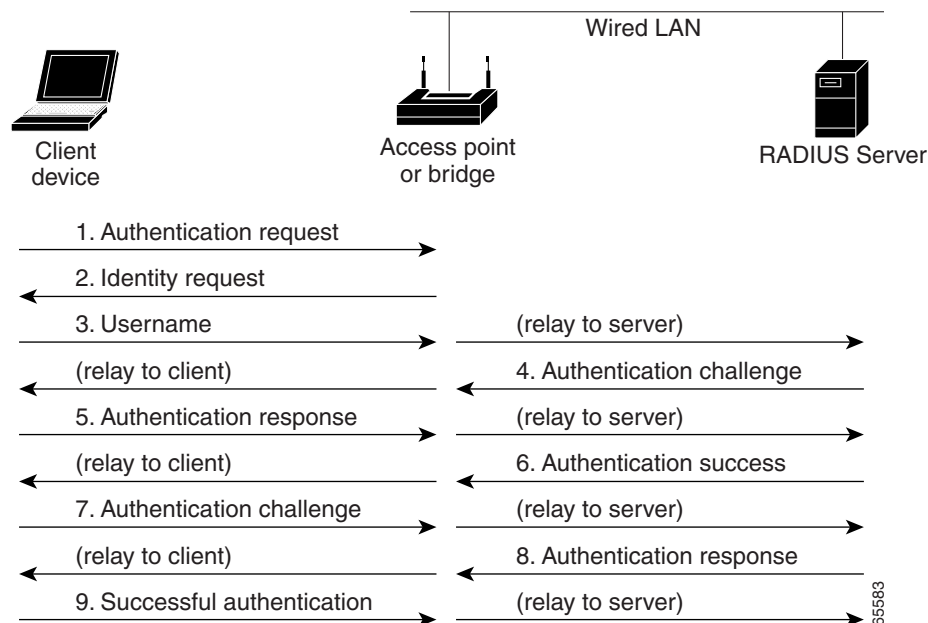 Wired LAN
Client
device
Access point
or bridge
RADIUS Server
1. Authentication request
2. Identity request
3. Username
(relay to server)
(relay to client)
4. Authentication challenge
5. Authentication response
(relay to server)
(relay to client)
6. Authentication success
7. Authentication challenge
(relay to server)
(relay to client)
8. Authentication response
9. Successful authentication
(relay to server)
65583